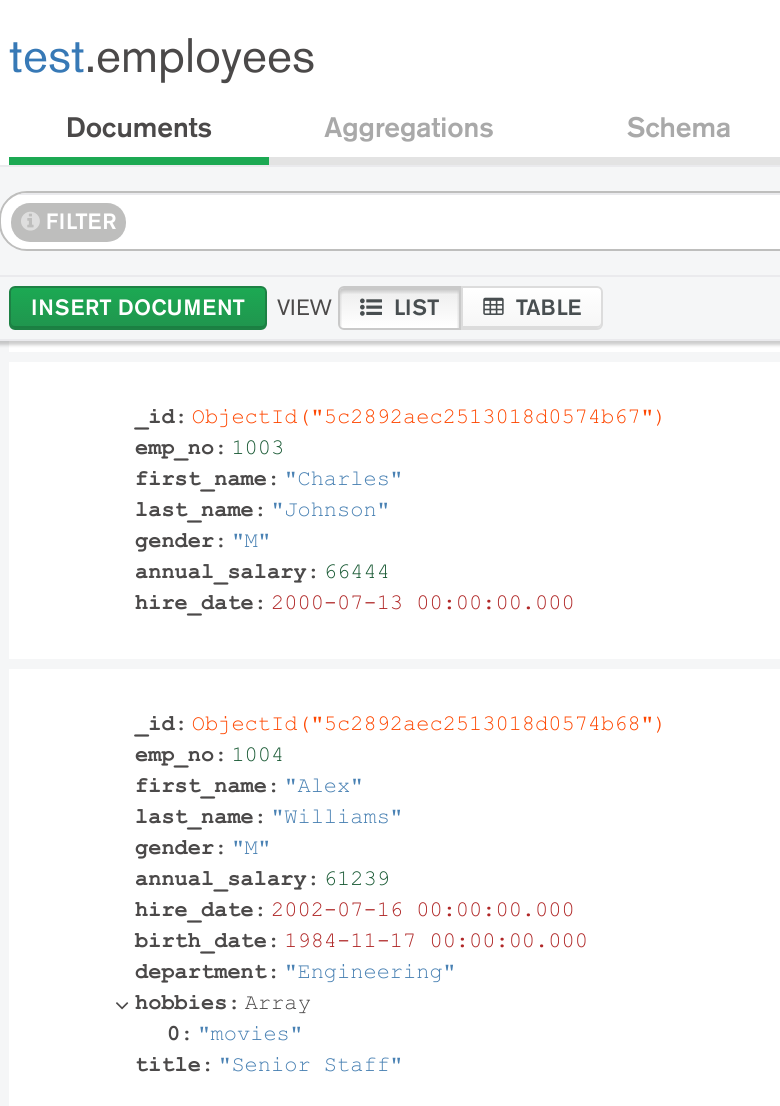 test.employees
Documents Aggregations Schema
FILTER
INSERT DOCUMENT VIEW LIST TABLE
_id: ObjectId("5c2892aec2513018d0574b67")
emp_no: 1003
first_name: "Charles"
last_name: "Johnson"
gender: "M"
annual_salary: 66444
hire_date: 2000-07-13 00:00:00.000
_id: ObjectId("5c2892aec2513018d0574b68")
emp_no: 1004
first_name: "Alex"
last_name: "Williams"
gender: "M"
annual_salary: 61239
hire_date: 2002-07-16 00:00:00.000
birth_date: 1984-11-17 00:00:00.000
department: "Engineering"
hobbies: Array
0: "movies"
title: "Senior Staff"